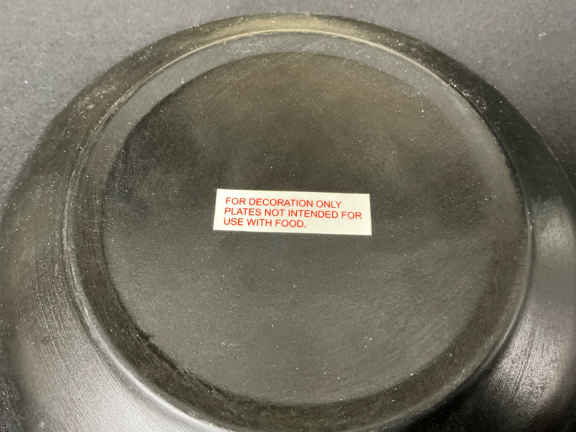 FOR DECORATION ONLY
PLATES NOT INTENDED FOR
USE WITH FOOD.